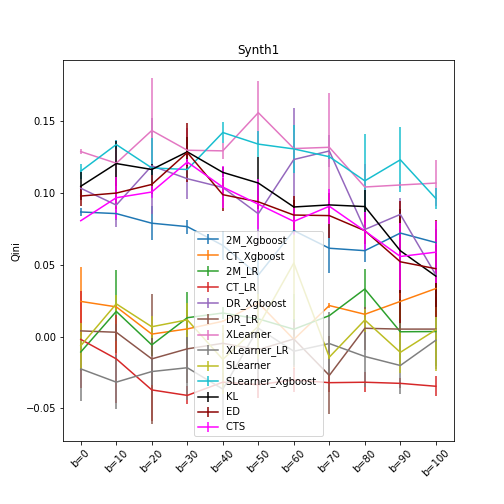 Synth1
Qini
0.15
0.10
0.05
0.00
−0.05
2M_Xgboost
CT_Xgboost
2M_LR
CT_LR
DR_Xgboost
DR_LR
XLearner
XLearner_LR
SLearner
SLearner_Xgboost
KL
ED
CTS
b=0
b=10
b=20
b=30
b=40
b=50
b=60
b=70
b=80
b=90
b=100